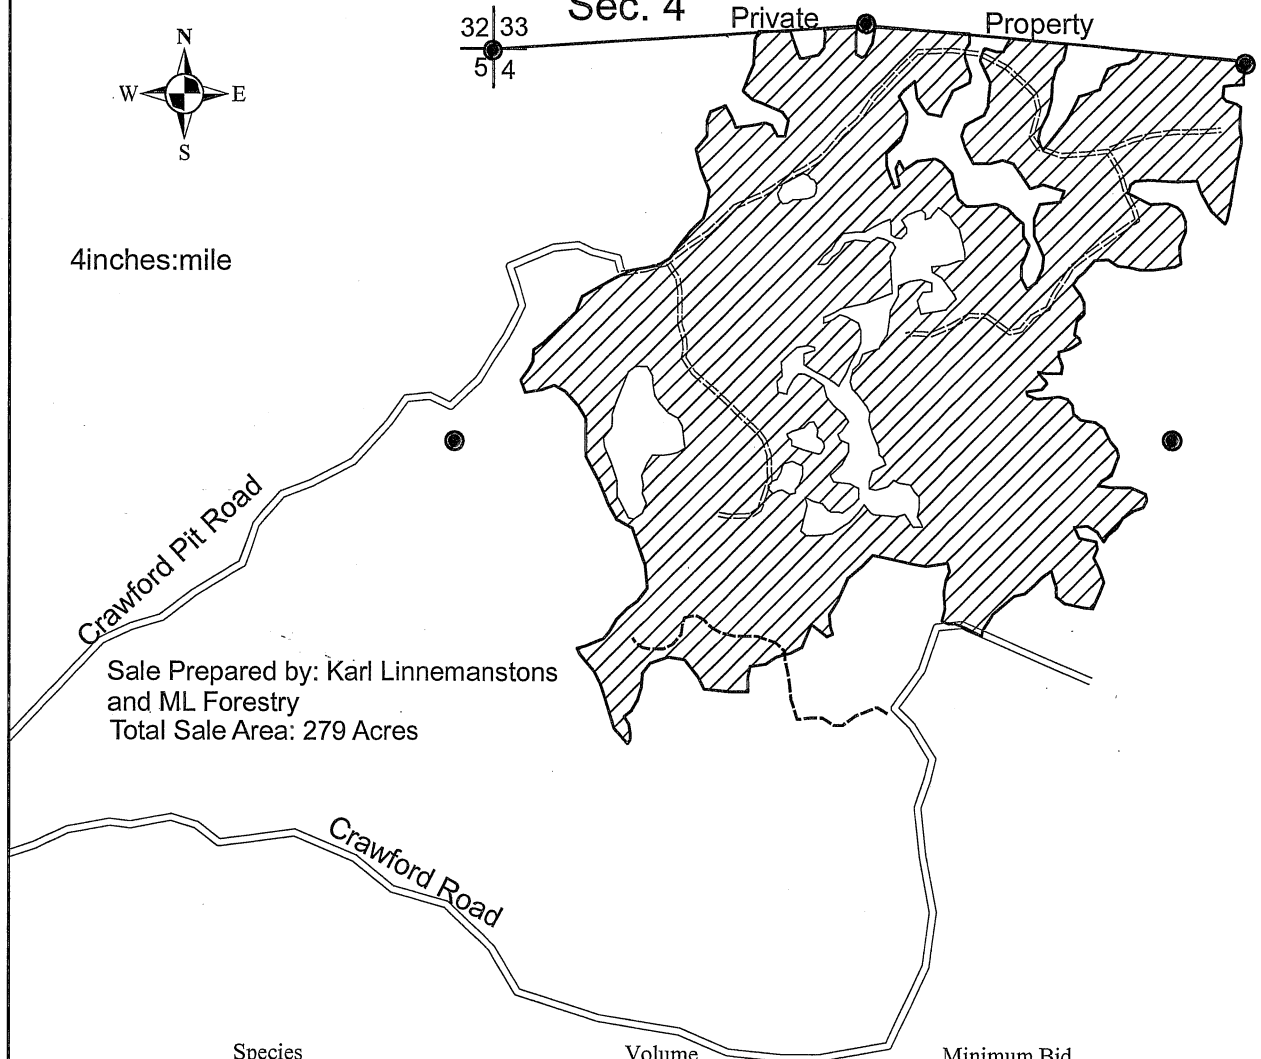 Sec. 4
32 33
5 4
Private Property
N
W E
S
4inches:mile
Crawford Pit Road
Sale Prepared by: Karl Linnemanstons
and ML Forestry
Total Sale Area: 279 Acres
Crawford Road
Species Volume Minimum Bid